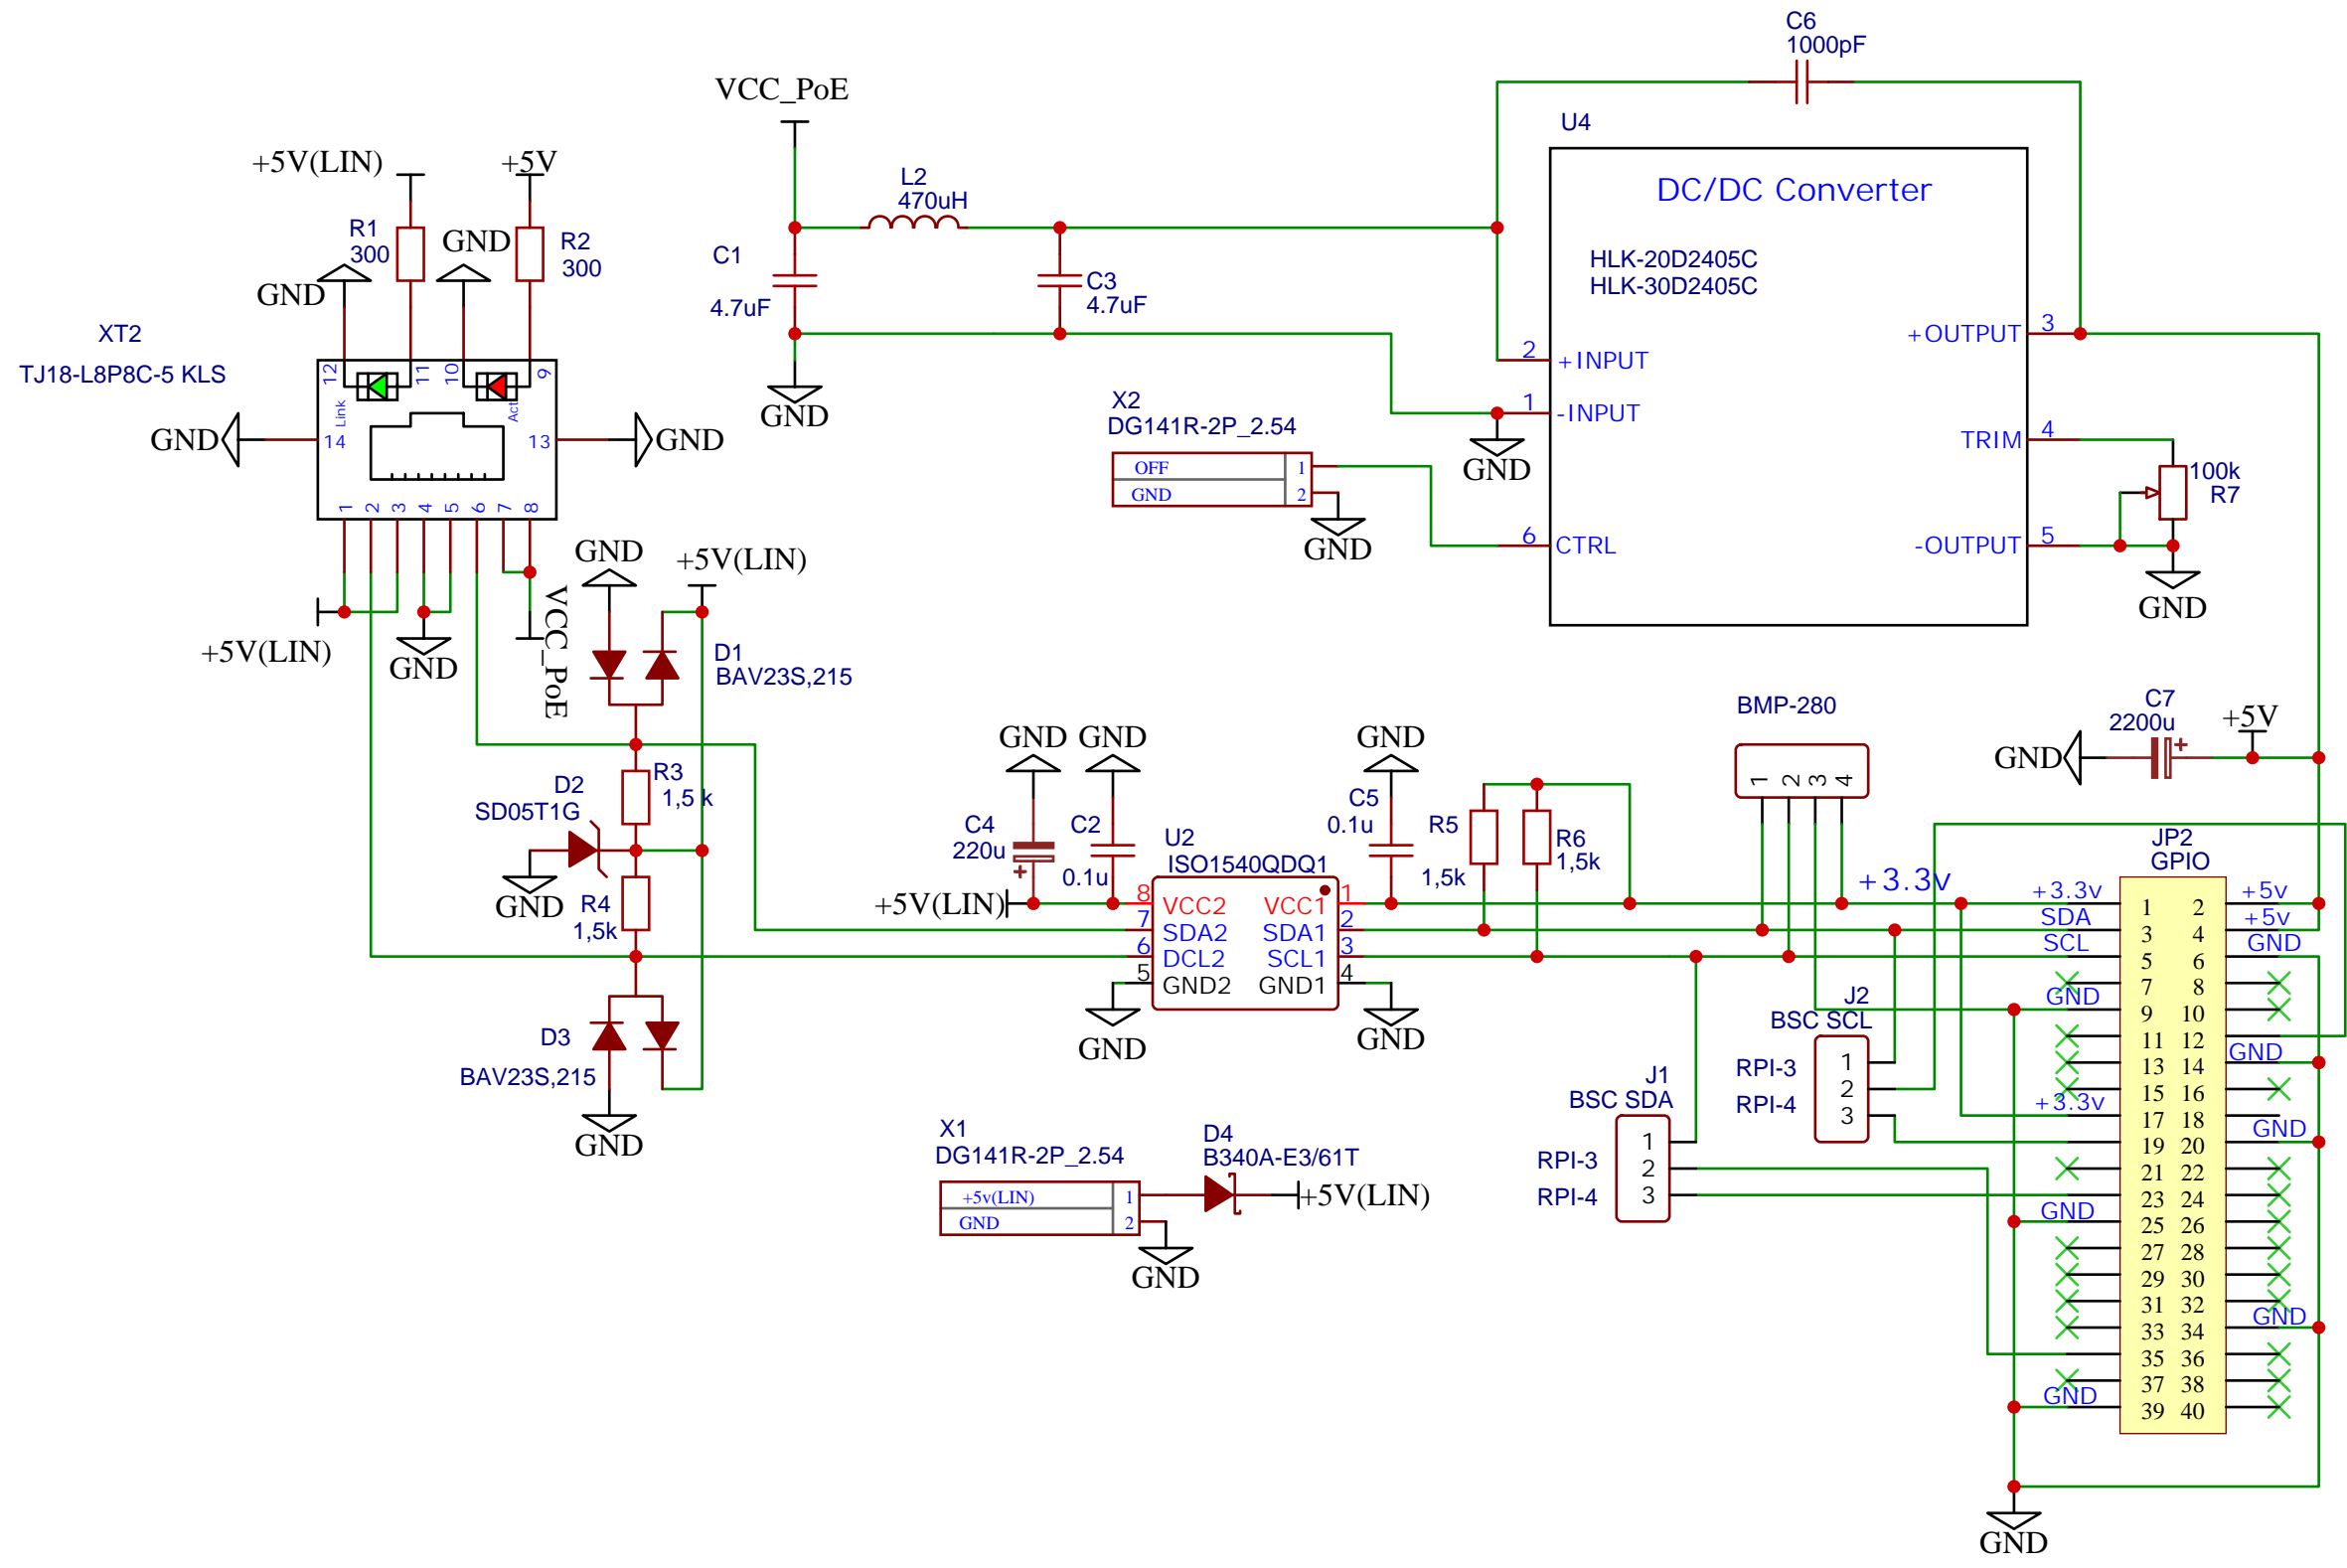 C6
1000pF
VCC_PoE
U4
DC/DC Converter
HLK-20D2405C
HLK-30D2405C
+OUTPUT
3
2
+INPUT
1
-INPUT
TRIM
4
-OUTPUT
5
6
CTRL
100k
R7
GND
L2
470uH
C1
4.7uF
C3
4.7uF
GND
GND
X2
DG141R-2P_2.54
OFF
1
GND
2
GND
+5V(LIN)
+5V
R1
300
GND
R2
300
GND
XT2
TJ18-L8P8C-5 KLS
12
11
10
9
Link
Act
GND
14
13
GND
1
2
3
4
5
6
7
8
+5V(LIN)
GND
VCC_PoE
GND
+5V(LIN)
D1
BAV23S,215
R3
1,5 k
D2
SD05T1G
GND
R4
1,5k
D3
BAV23S,215
GND
GND
GND
C4
220u
C2
0.1u
U2
ISO1540QDQ1
+5V(LIN)
8
VCC2
VCC1
1
7
SDA2
SDA1
2
6
DCL2
SCL1
3
5
GND2
GND1
4
GND
GND
GND
C5
0.1u
R5
1,5k
R6
1,5k
BMP-280
1
2
3
4
+3.3v
C7
2200u
+5V
GND
JP2
GPIO
+3.3v
1
2
+5v
SDA
3
4
+5v
SCL
5
6
GND
7
8
GND
9
10
11
12
13
14
GND
15
16
+3.3v
17
18
19
20
GND
21
22
23
24
GND
25
26
27
28
29
30
31
32
33
34
GND
35
36
37
38
GND
39
40
GND
J2
BSC SCL
RPI-3
RPI-4
1
2
3
J1
BSC SDA
RPI-3
RPI-4
1
2
3
X1
DG141R-2P_2.54
+5v(LIN)
1
GND
2
GND
D4
B340A-E3/61T
+5V(LIN)